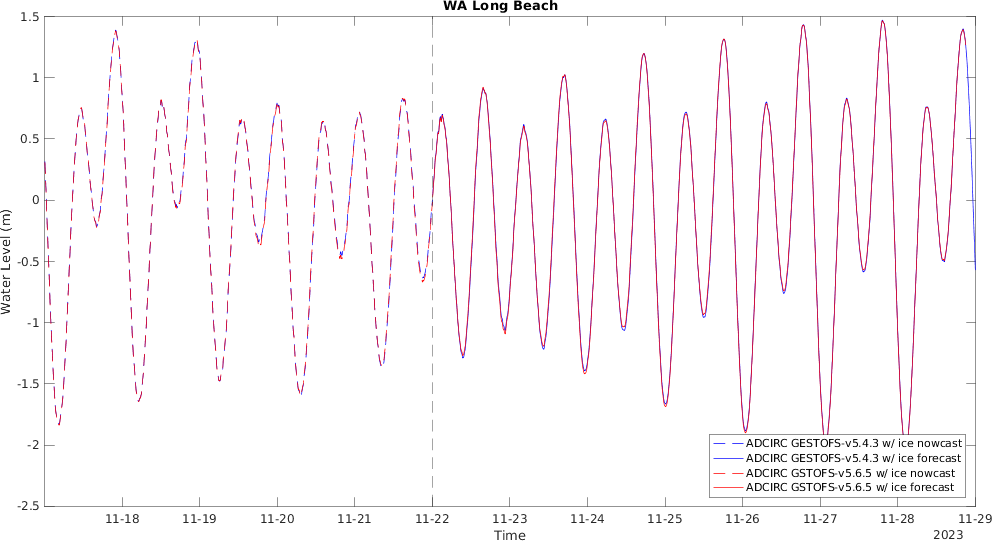 WA Long Beach
1.5
1
0.5
0
-0.5
-1
-1.5
-2
-2.5
Water Level (m)
11-18 11-19 11-20 11-21 11-22 11-23 11-24 11-25 11-26 11-27 11-28 11-29
Time
2023
ADCIRC GESTOFS-v5.4.3 w/ ice nowcast
ADCIRC GESTOFS-v5.4.3 w/ ice forecast
ADCIRC GSTOFS-v5.6.5 w/ ice nowcast
ADCIRC GSTOFS-v5.6.5 w/ ice forecast